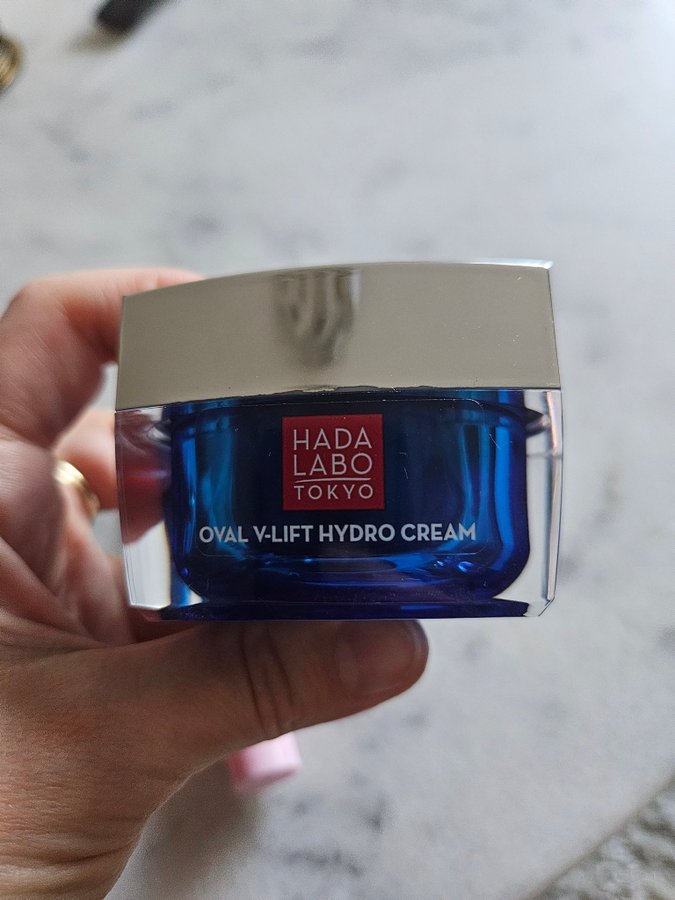 HADA
LABO
TOKYO
OVAL V-LIFT HYDRO CREAM